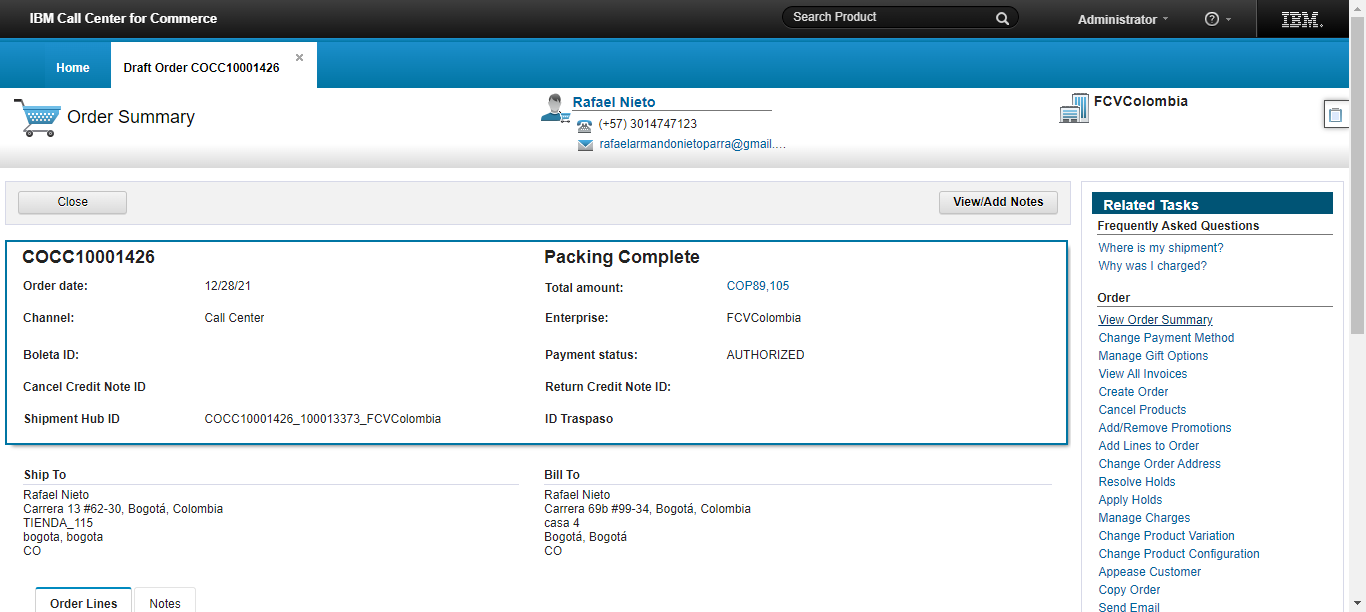 IBM Call Center for Commerce
Search Product
Administrator
?
IBM.
Home
Draft Order COCC10001426 ×
Order Summary
Rafael Nieto
(+57) 3014747123
rafaelarmandonietoparra@gmail....
FCVColombia
Close
View/Add Notes
COCC10001426
Packing Complete
Order date: 12/28/21
Total amount: COP89,105
Channel: Call Center
Enterprise: FCVColombia
Boleta ID:
Payment status: AUTHORIZED
Cancel Credit Note ID
Return Credit Note ID:
Shipment Hub ID COCC10001426_100013373_FCVColombia
ID Traspaso
Ship To
Rafael Nieto
Carrera 13 #62-30, Bogotá, Colombia
TIENDA_115
bogota, bogota
CO
Bill To
Rafael Nieto
Carrera 69b #99-34, Bogotá, Colombia
casa 4
Bogotá, Bogotá
CO
Order Lines
Notes
Related Tasks
Frequently Asked Questions
Where is my shipment?
Why was I charged?
Order
View Order Summary
Change Payment Method
Manage Gift Options
View All Invoices
Create Order
Cancel Products
Add/Remove Promotions
Add Lines to Order
Change Order Address
Resolve Holds
Apply Holds
Manage Charges
Change Product Variation
Change Product Configuration
Appease Customer
Copy Order
Send Email